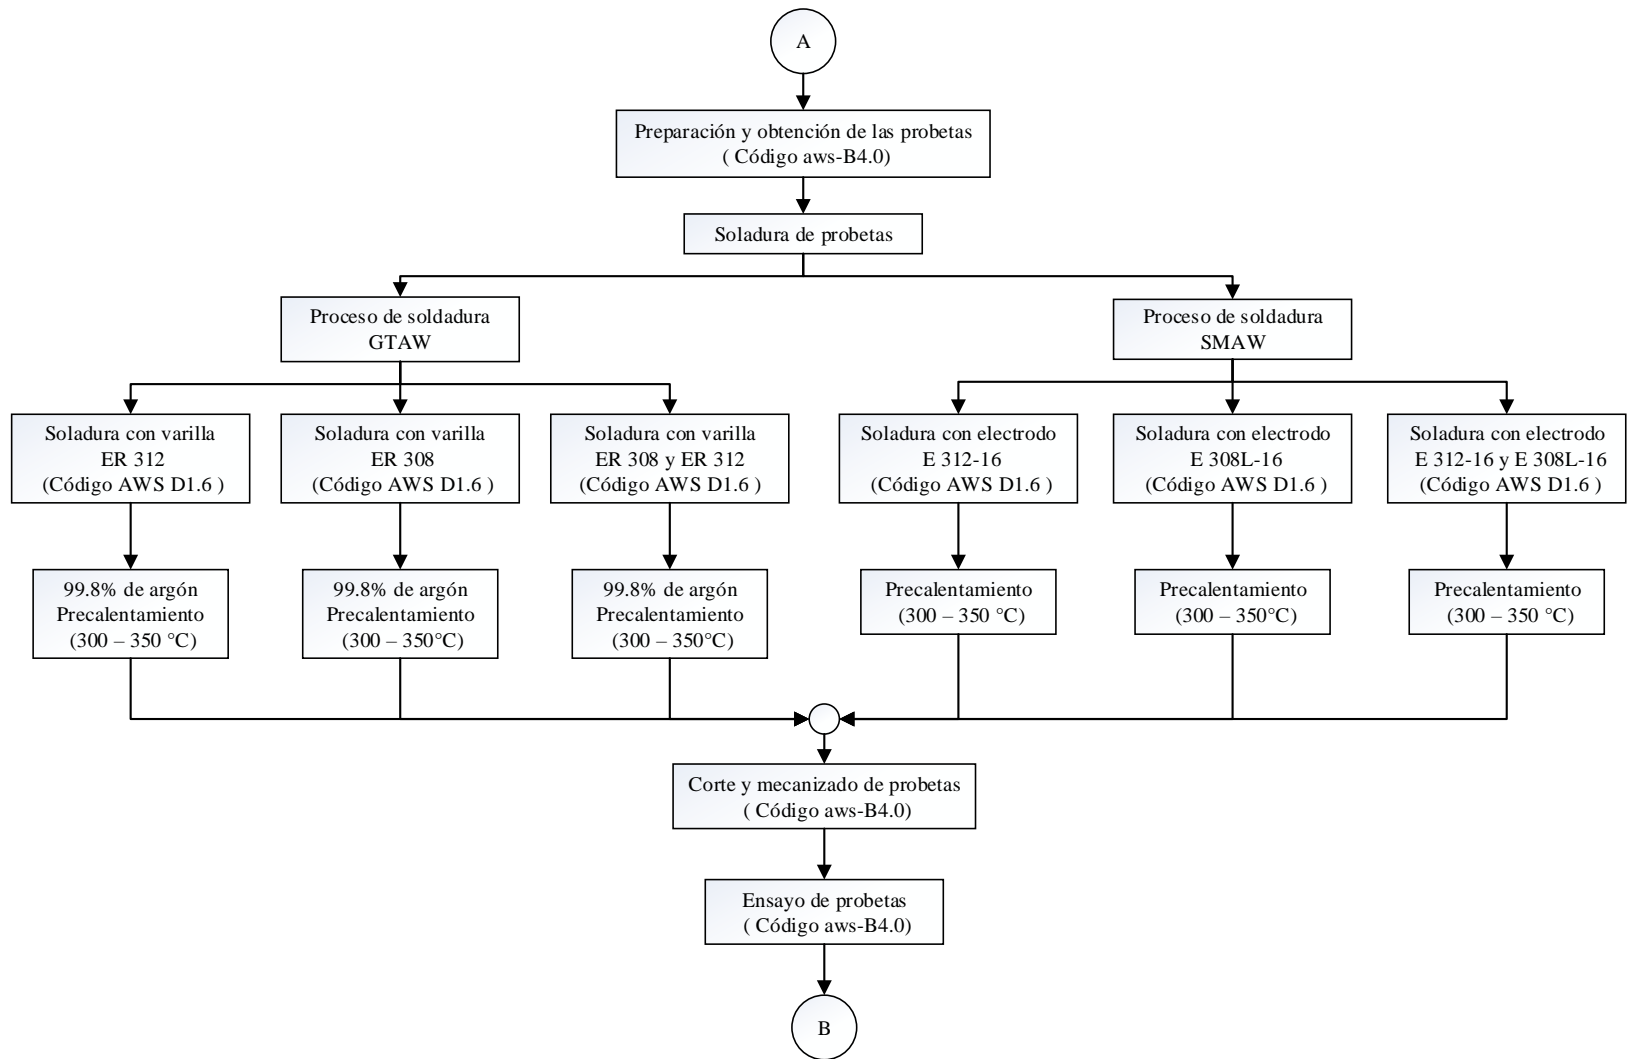 A
Preparación y obtención de las probetas
( Código aws-B4.0)
Soladura de probetas
Proceso de soldadura
GTAW
Proceso de soldadura
SMAW
Soladura con varilla
ER 312
(Código AWS D1.6 )
Soladura con varilla
ER 308
(Código AWS D1.6 )
Soladura con varilla
ER 308 y ER 312
(Código AWS D1.6 )
Soladura con electrodo
E 312-16
(Código AWS D1.6 )
Soladura con electrodo
E 308L-16
(Código AWS D1.6 )
Soladura con electrodo
E 312-16 y E 308L-16
(Código AWS D1.6 )
99.8% de argón
Precalentamiento
(300 – 350 °C)
99.8% de argón
Precalentamiento
(300 – 350°C)
99.8% de argón
Precalentamiento
(300 – 350°C)
Precalentamiento
(300 – 350 °C)
Precalentamiento
(300 – 350°C)
Precalentamiento
(300 – 350 °C)
Corte y mecanizado de probetas
( Código aws-B4.0)
Ensayo de probetas
( Código aws-B4.0)
B